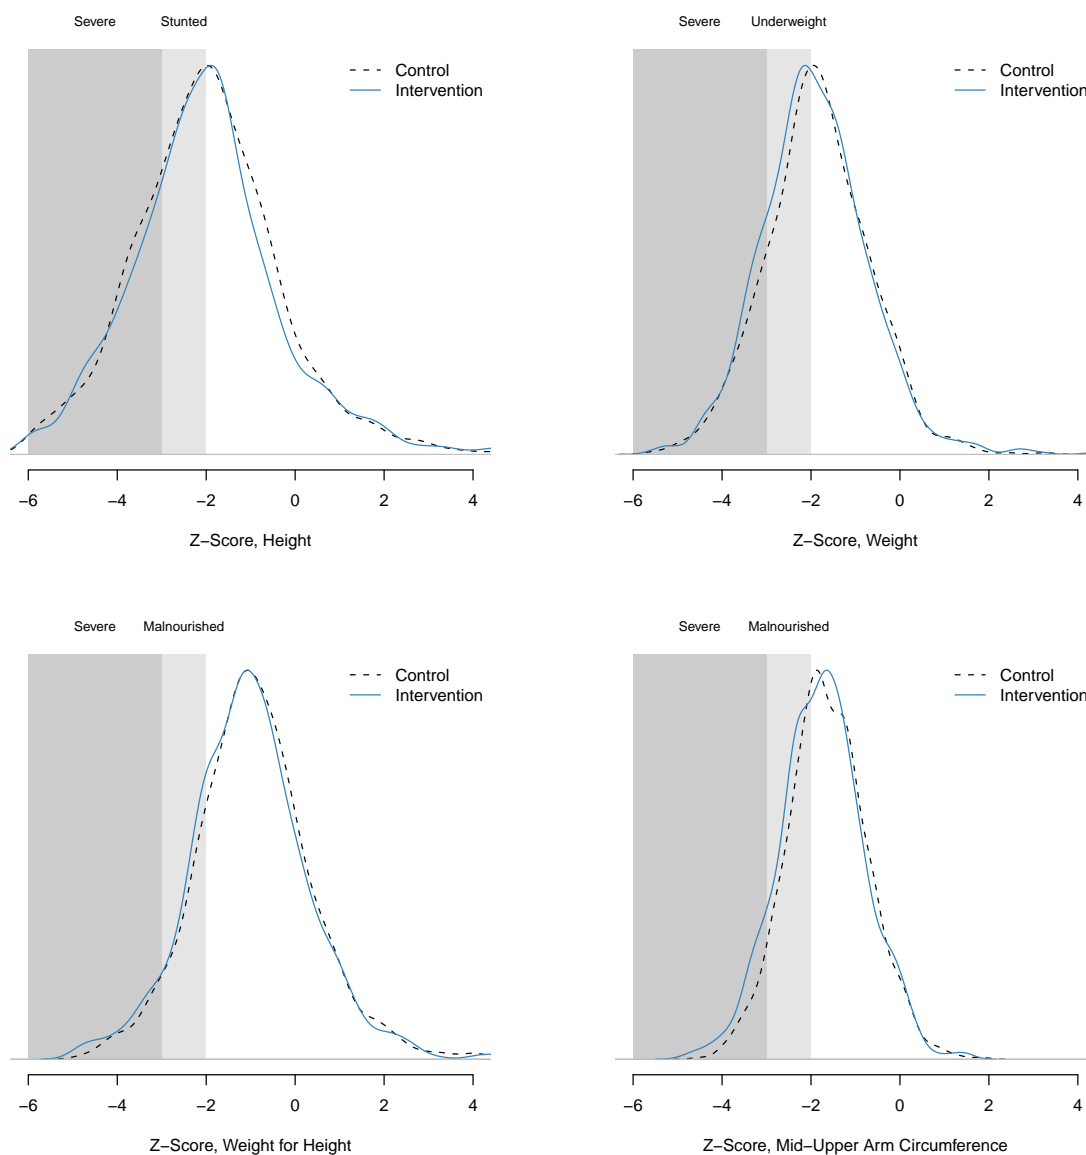 Severe Stunted
Control
Intervention
−6 −4 −2 0 2 4
Z−Score, Height
Severe Underweight
Control
Intervention
−6 −4 −2 0 2 4
Z−Score, Weight
Severe Malnourished
Control
Intervention
−6 −4 −2 0 2 4
Z−Score, Weight for Height
Severe Malnourished
Control
Intervention
−6 −4 −2 0 2 4
Z−Score, Mid−Upper Arm Circumference